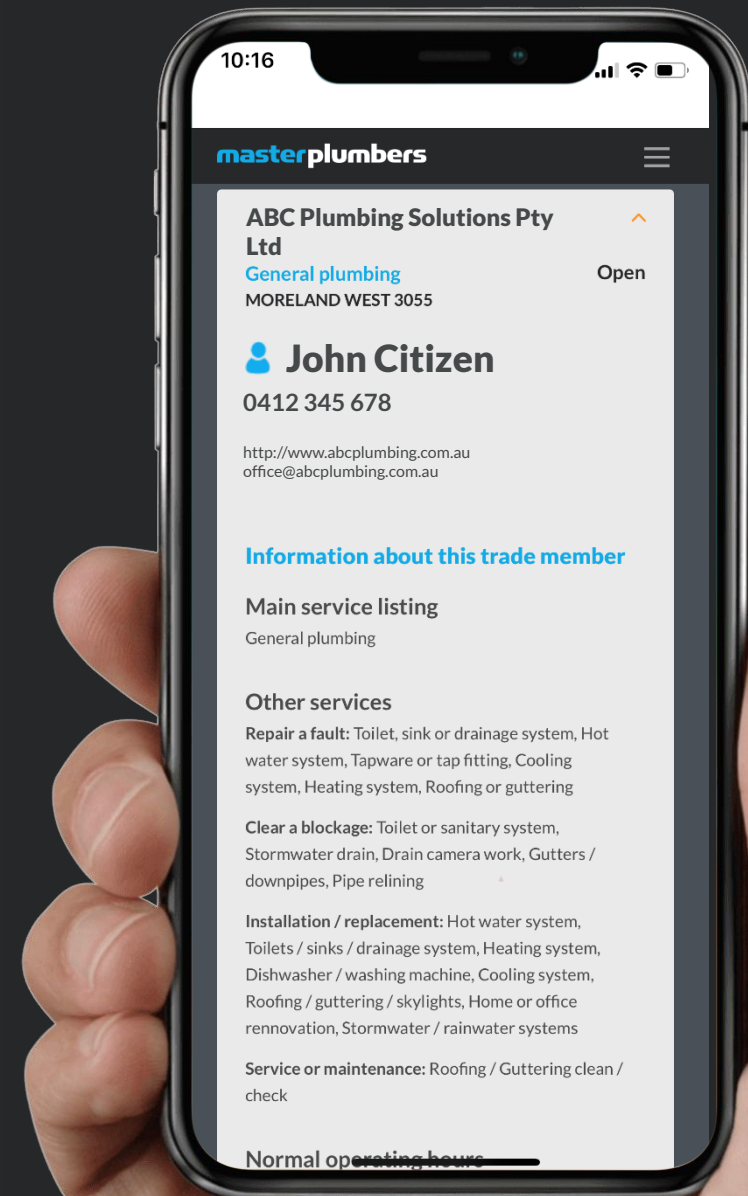 10:16
masterplumbers
ABC Plumbing Solutions Pty
Ltd
General plumbing
Open
MORELAND WEST 3055
John Citizen
0412 345 678
http://www.abcplumbing.com.au
office@abcplumbing.com.au
Information about this trade member
Main service listing
General plumbing
Other services
Repair a fault: Toilet, sink or drainage system, Hot
water system, Tapware or tap fitting, Cooling
system, Heating system, Roofing or guttering
Clear a blockage: Toilet or sanitary system,
Stormwater drain, Drain camera work, Gutters /
downpipes, Pipe relining
Installation / replacement: Hot water system,
Toilets / sinks / drainage system, Heating system,
Dishwasher / washing machine, Cooling system,
Roofing / guttering / skylights, Home or office
rennovation, Stormwater / rainwater systems
Service or maintenance: Roofing / Guttering clean /
check
Normal operating hours